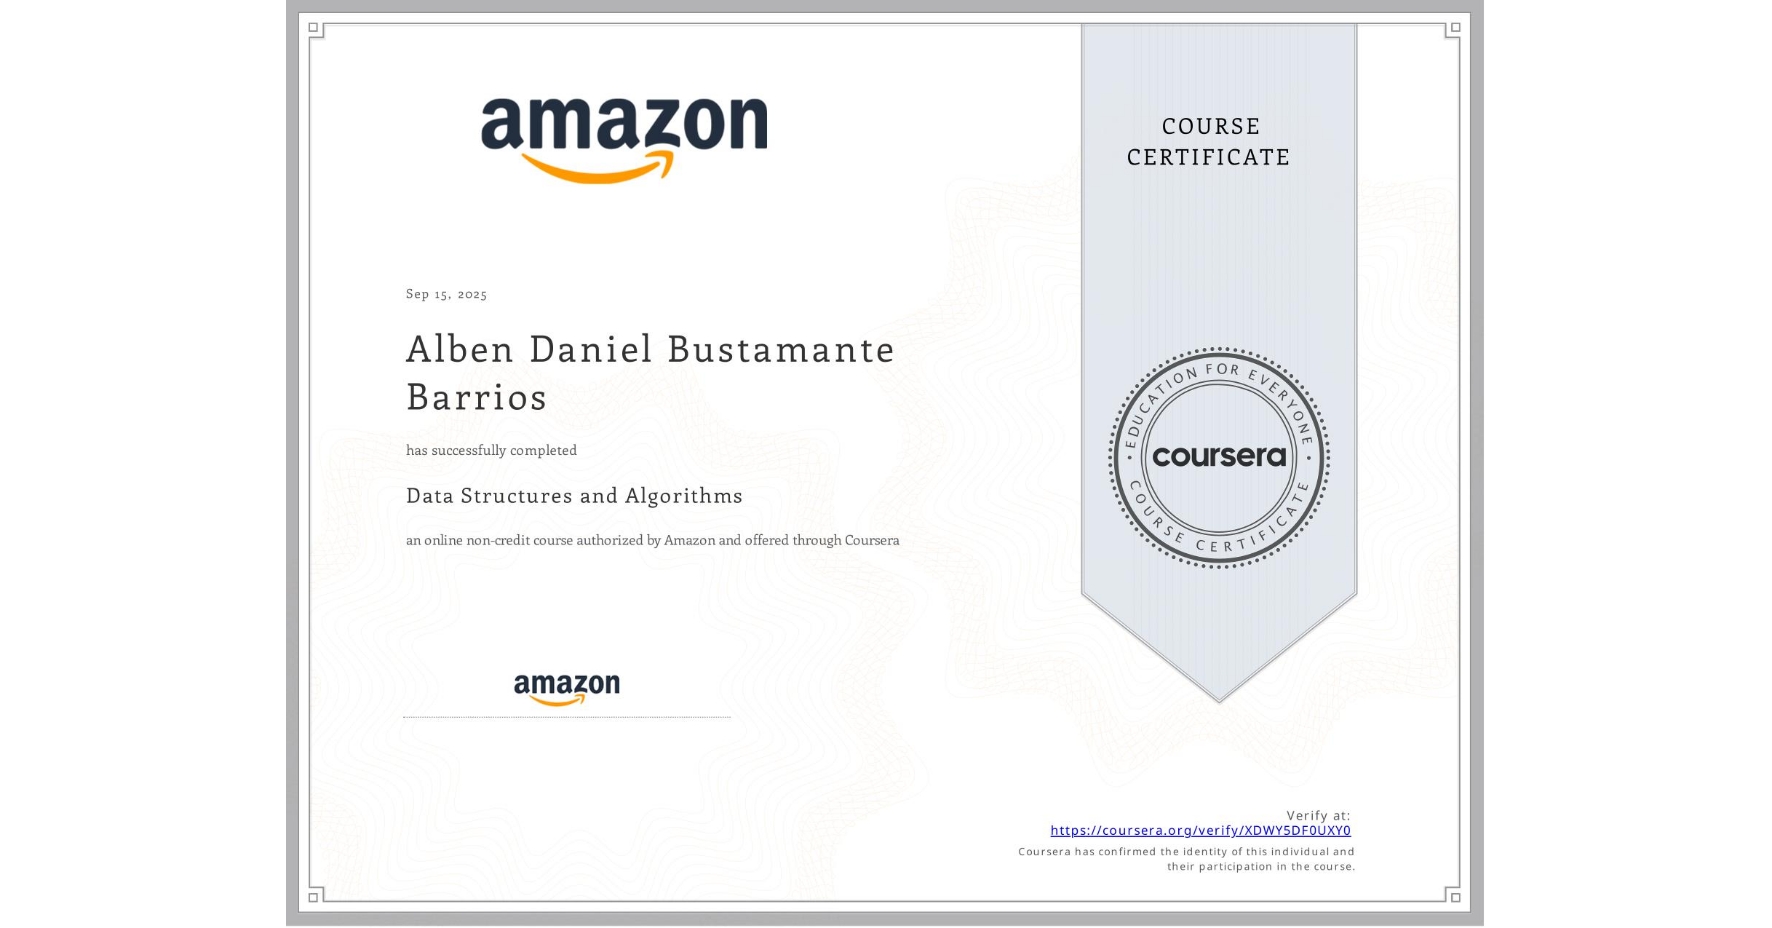 amazon
COURSE
CERTIFICATE
Sep 15, 2025
Alben Daniel Bustamante
Barrios
has successfully completed
Data Structures and Algorithms
an online non-credit course authorized by Amazon and offered through Coursera
EDUCATION FOR EVERYONE
coursera
COURSE CERTIFICATE
amazon
Verify at:
https://coursera.org/verify/XDWY5DF0UXY0
Coursera has confirmed the identity of this individual and
their participation in the course.